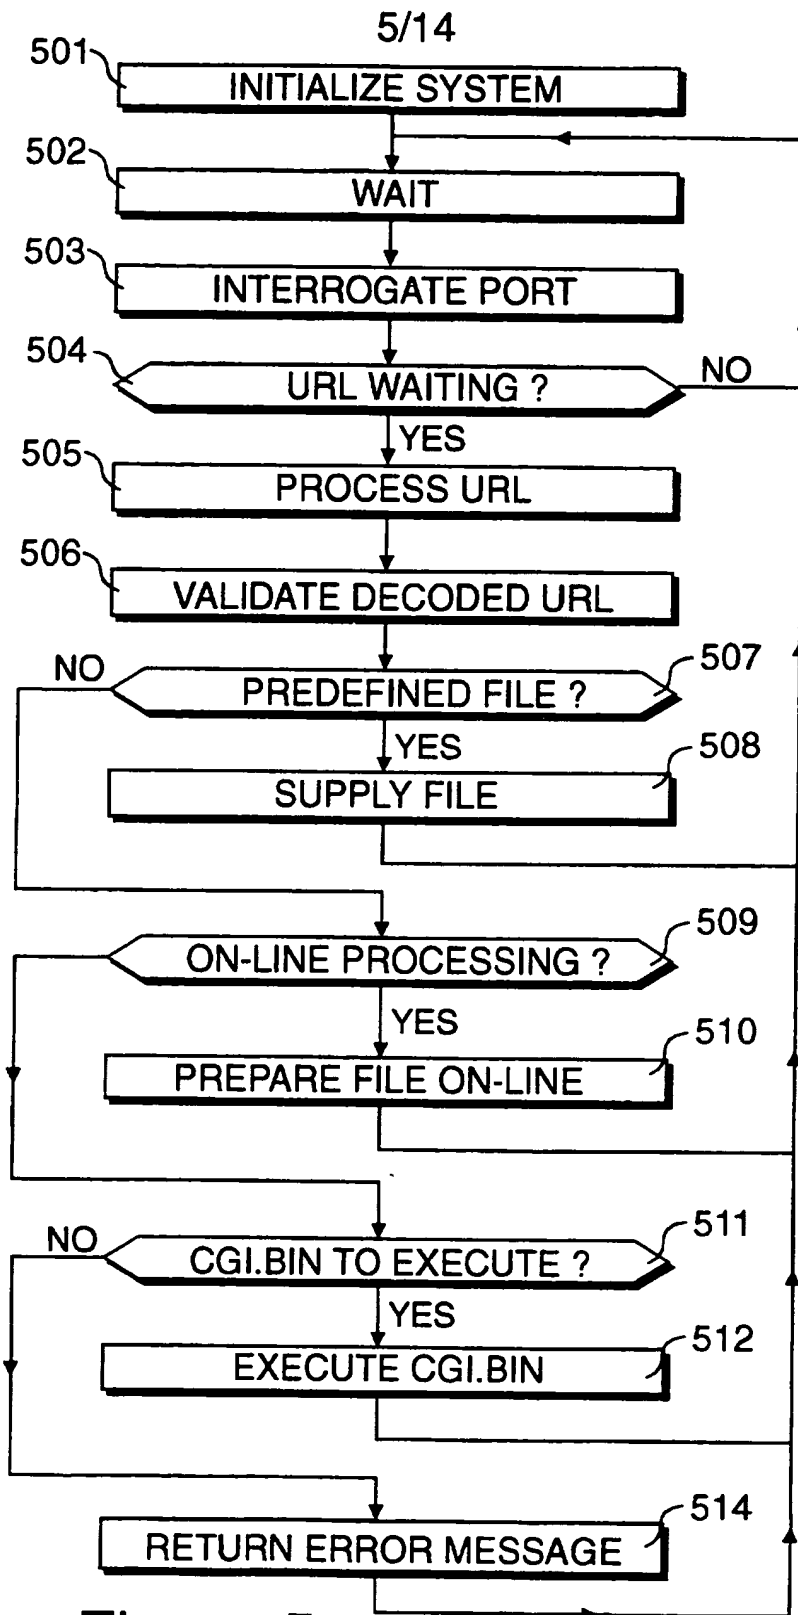 5/14
501
INITIALIZE SYSTEM
502
WAIT
503
INTERROGATE PORT
504
URL WAITING ?
NO
YES
505
PROCESS URL
506
VALIDATE DECODED URL
NO
507
PREDEFINED FILE ?
YES
508
SUPPLY FILE
509
ON-LINE PROCESSING ?
YES
510
PREPARE FILE ON-LINE
NO
511
CGI.BIN TO EXECUTE ?
YES
512
EXECUTE CGI.BIN
514
RETURN ERROR MESSAGE